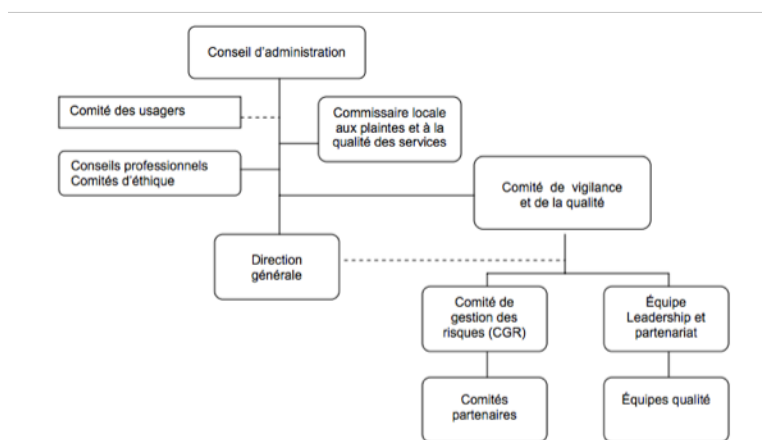 Conseil d'administration
Comité des usagers
Commissaire locale
aux plaintes et à la
qualité des services
Conseils professionnels
Comités d'éthique
Comité de vigilance
et de la qualité
Direction
générale
Comité de
gestion des
risques (CGR)
Équipe
Leadership et
partenariat
Comités
partenaires
Équipes qualité